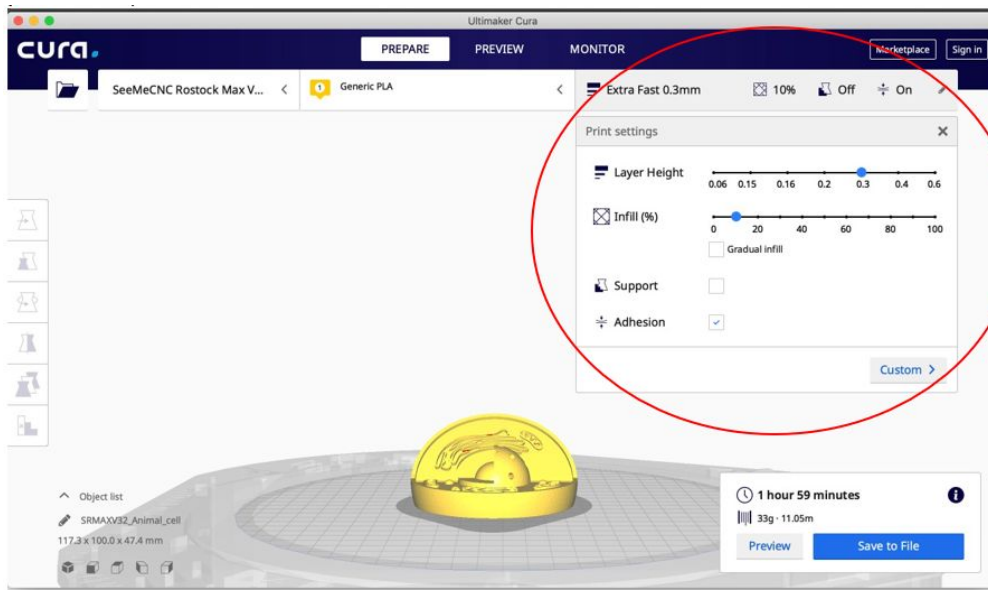 Ultimaker Cura
cura.
PREPARE PREVIEW MONITOR
Marketplace Sign in
SeeMeCNC Rostock Max V... Generic PLA Extra Fast 0.3mm 10% Off On
1
Print settings
Layer Height
0.06 0.15 0.16 0.2 0.3 0.4 0.6
Infill (%)
0 20 40 60 80 100
Gradual infill
Support
Adhesion
Custom
Object list
SRMAXV32_Animal_cell
117.3 x 100.0 x 47.4 mm
1 hour 59 minutes
33g · 11.05m
Preview Save to File